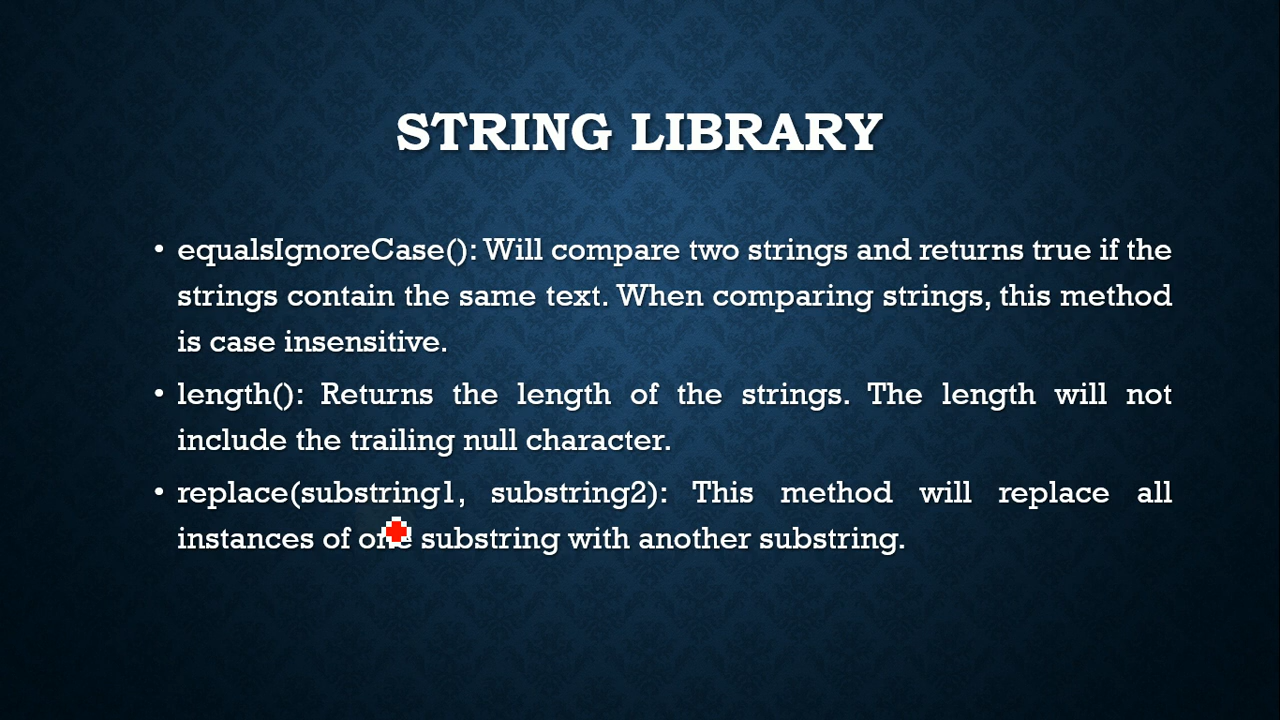 STRING LIBRARY
• equalsIgnoreCase(): Will compare two strings and returns true if the
strings contain the same text. When comparing strings, this method
is case insensitive.
• length(): Returns the length of the strings. The length will not
include the trailing null character.
• replace(substring1, substring2): This method will replace all
instances of one substring with another substring.